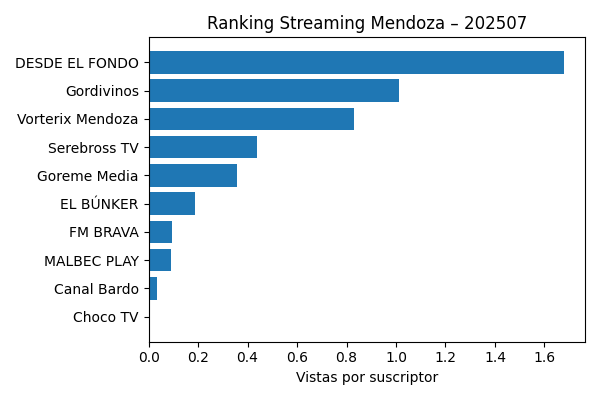 Ranking Streaming Mendoza – 202507
DESDE EL FONDO
Gordivinos
Vorterix Mendoza
Serebross TV
Goreme Media
EL BÚNKER
FM BRAVA
MALBEC PLAY
Canal Bardo
Choco TV
0.0 0.2 0.4 0.6 0.8 1.0 1.2 1.4 1.6
Vistas por suscriptor